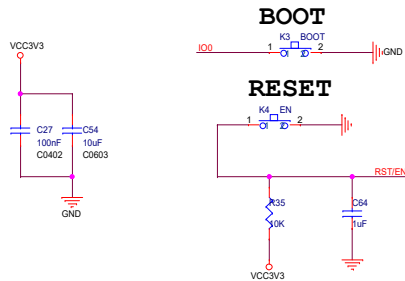 BOOT
VCC3V3
K3 BOOT
IO0
1
2
GND
RESET
K4 EN
1
2
C27
100nF
C0402
C54
10uF
C0603
RST/EN
R35
10K
C64
1uF
GND
VCC3V3